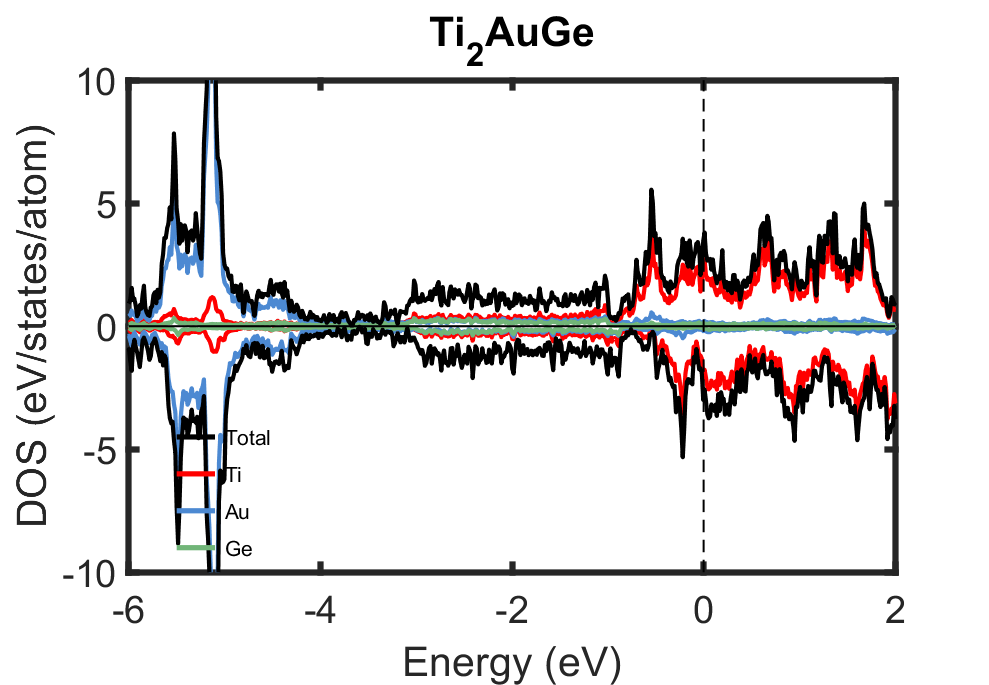 Ti₂AuGe
10
5
0
-5
-10
DOS (eV/states/atom)
Total
Ti
Au
Ge
-6 -4 -2 0 2
Energy (eV)